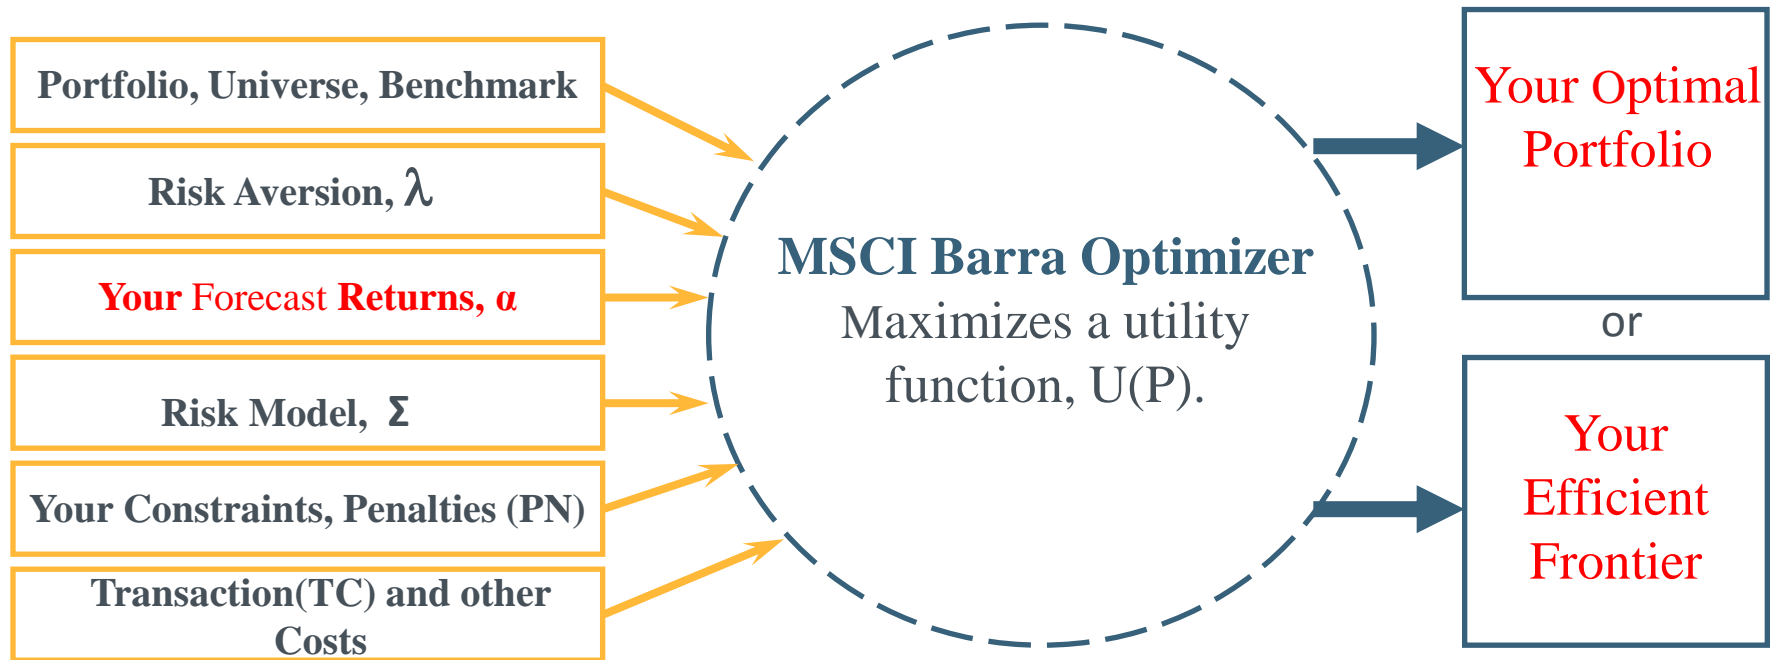 Portfolio, Universe, Benchmark
Risk Aversion, λ
Your Forecast Returns, α
Risk Model, Σ
Your Constraints, Penalties (PN)
Transaction(TC) and other
Costs
MSCI Barra Optimizer
Maximizes a utility
function, U(P).
Your Optimal
Portfolio
or
Your
Efficient
Frontier